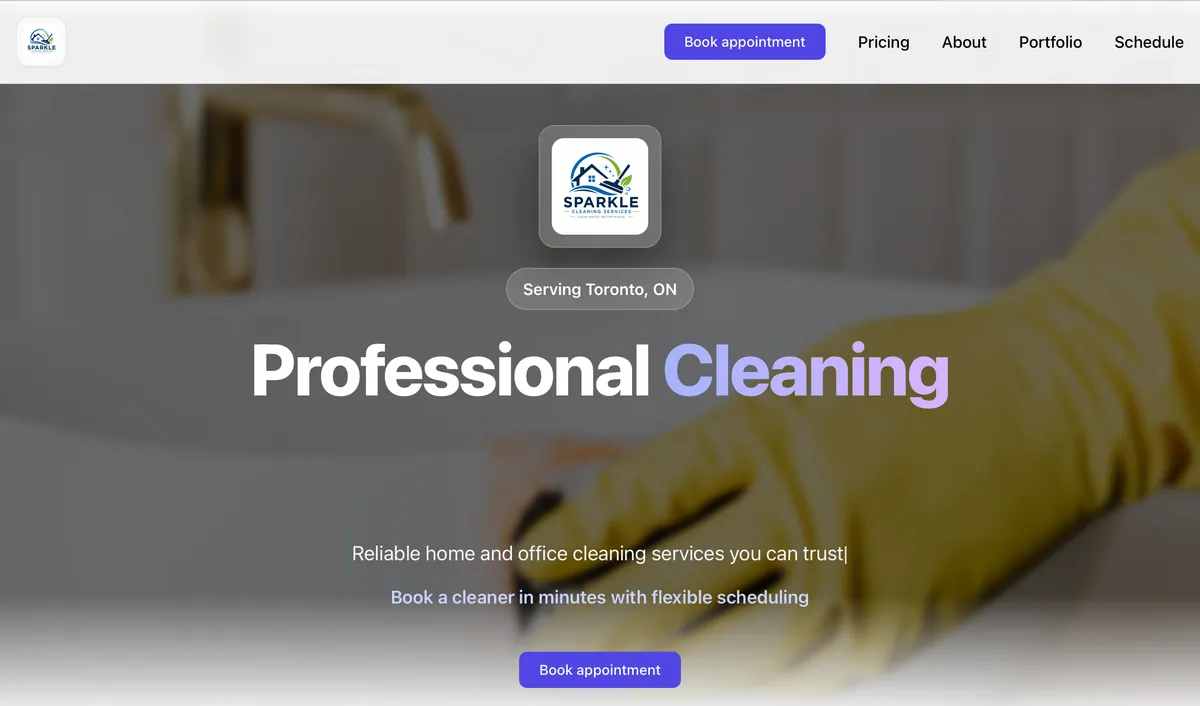 SPARKLE
Book appointment
Pricing
About
Portfolio
Schedule
SPARKLE
CLEANING SERVICES
Serving Toronto, ON
Professional Cleaning
Reliable home and office cleaning services you can trust|
Book a cleaner in minutes with flexible scheduling
Book appointment